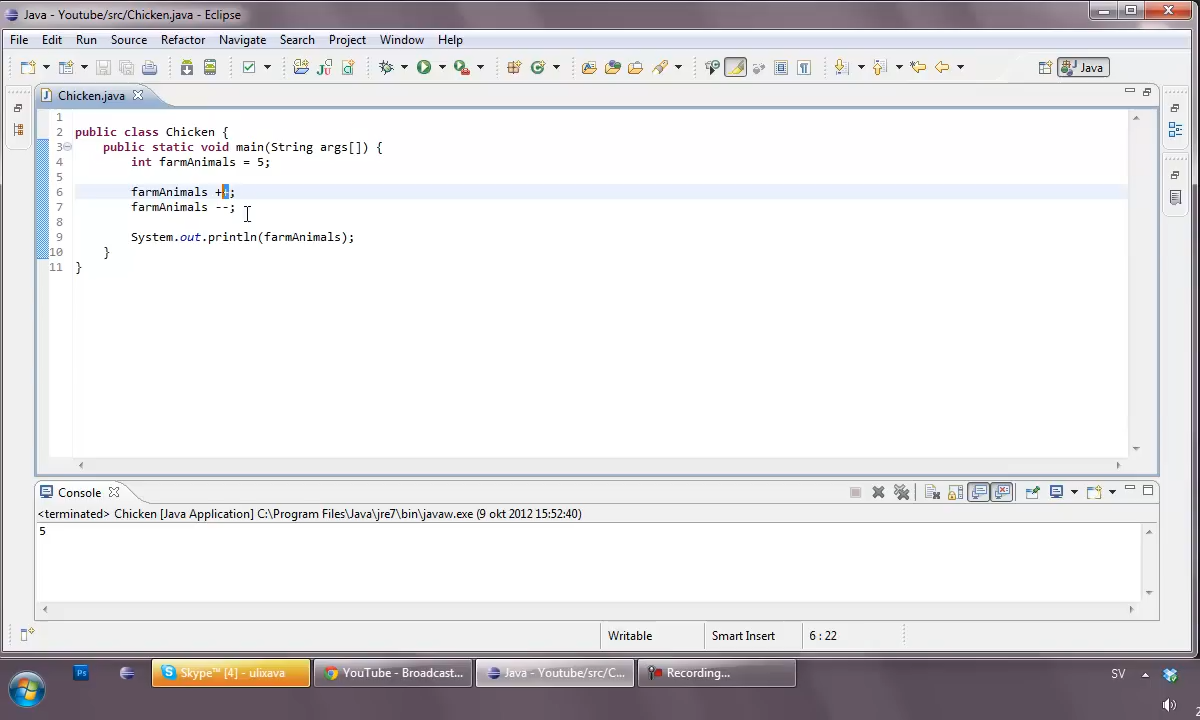 Java - Youtube/src/Chicken.java - Eclipse
File Edit Run Source Refactor Navigate Search Project Window Help
Java
Chicken.java
1
2 public class Chicken {
3 public static void main(String args[]) {
4 int farmAnimals = 5;
5
6 farmAnimals ++;
7 farmAnimals --;
8
9 System.out.println(farmAnimals);
10 }
11 }
Console
<terminated> Chicken [Java Application] C:\Program Files\Java\jre7\bin\javaw.exe (9 okt 2012 15:52:40)
5
Writable Smart Insert 6 : 22
Ps Skype™ [4] - ulixava YouTube - Broadcast... Java - Youtube/src/C... Recording... SV